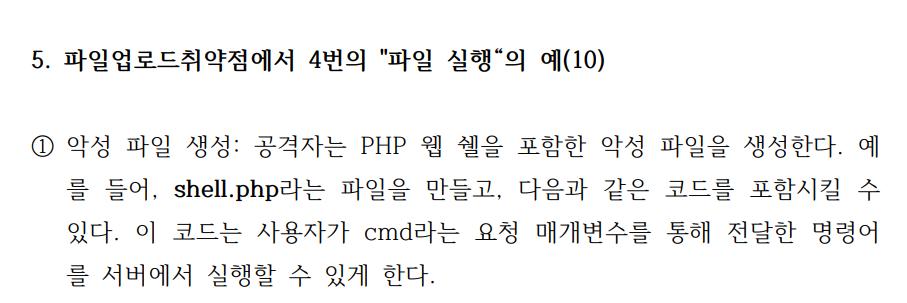 5. 파일업로드취약점에서 4번의 "파일 실행“의 예(10)
① 악성 파일 생성: 공격자는 PHP 웹 쉘을 포함한 악성 파일을 생성한다. 예
를 들어, shell.php라는 파일을 만들고, 다음과 같은 코드를 포함시킬 수
있다. 이 코드는 사용자가 cmd라는 요청 매개변수를 통해 전달한 명령어
를 서버에서 실행할 수 있게 한다.